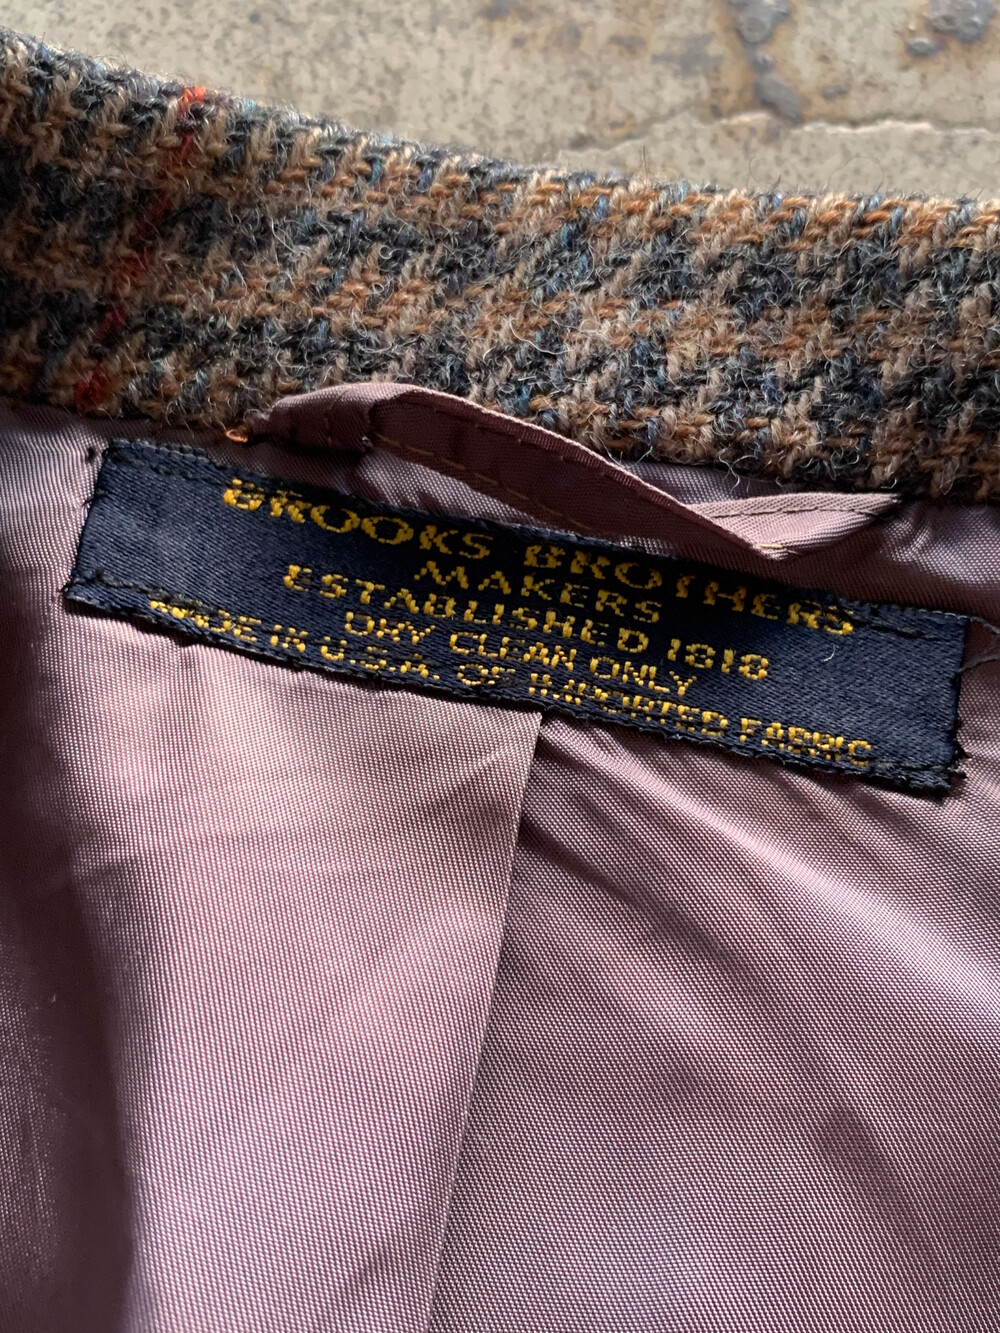 BROOKS BROTHERS
MAKERS
ESTABLISHED 1818
DRY CLEAN ONLY
MADE IN U.S.A. OF IMPORTED FABRIC